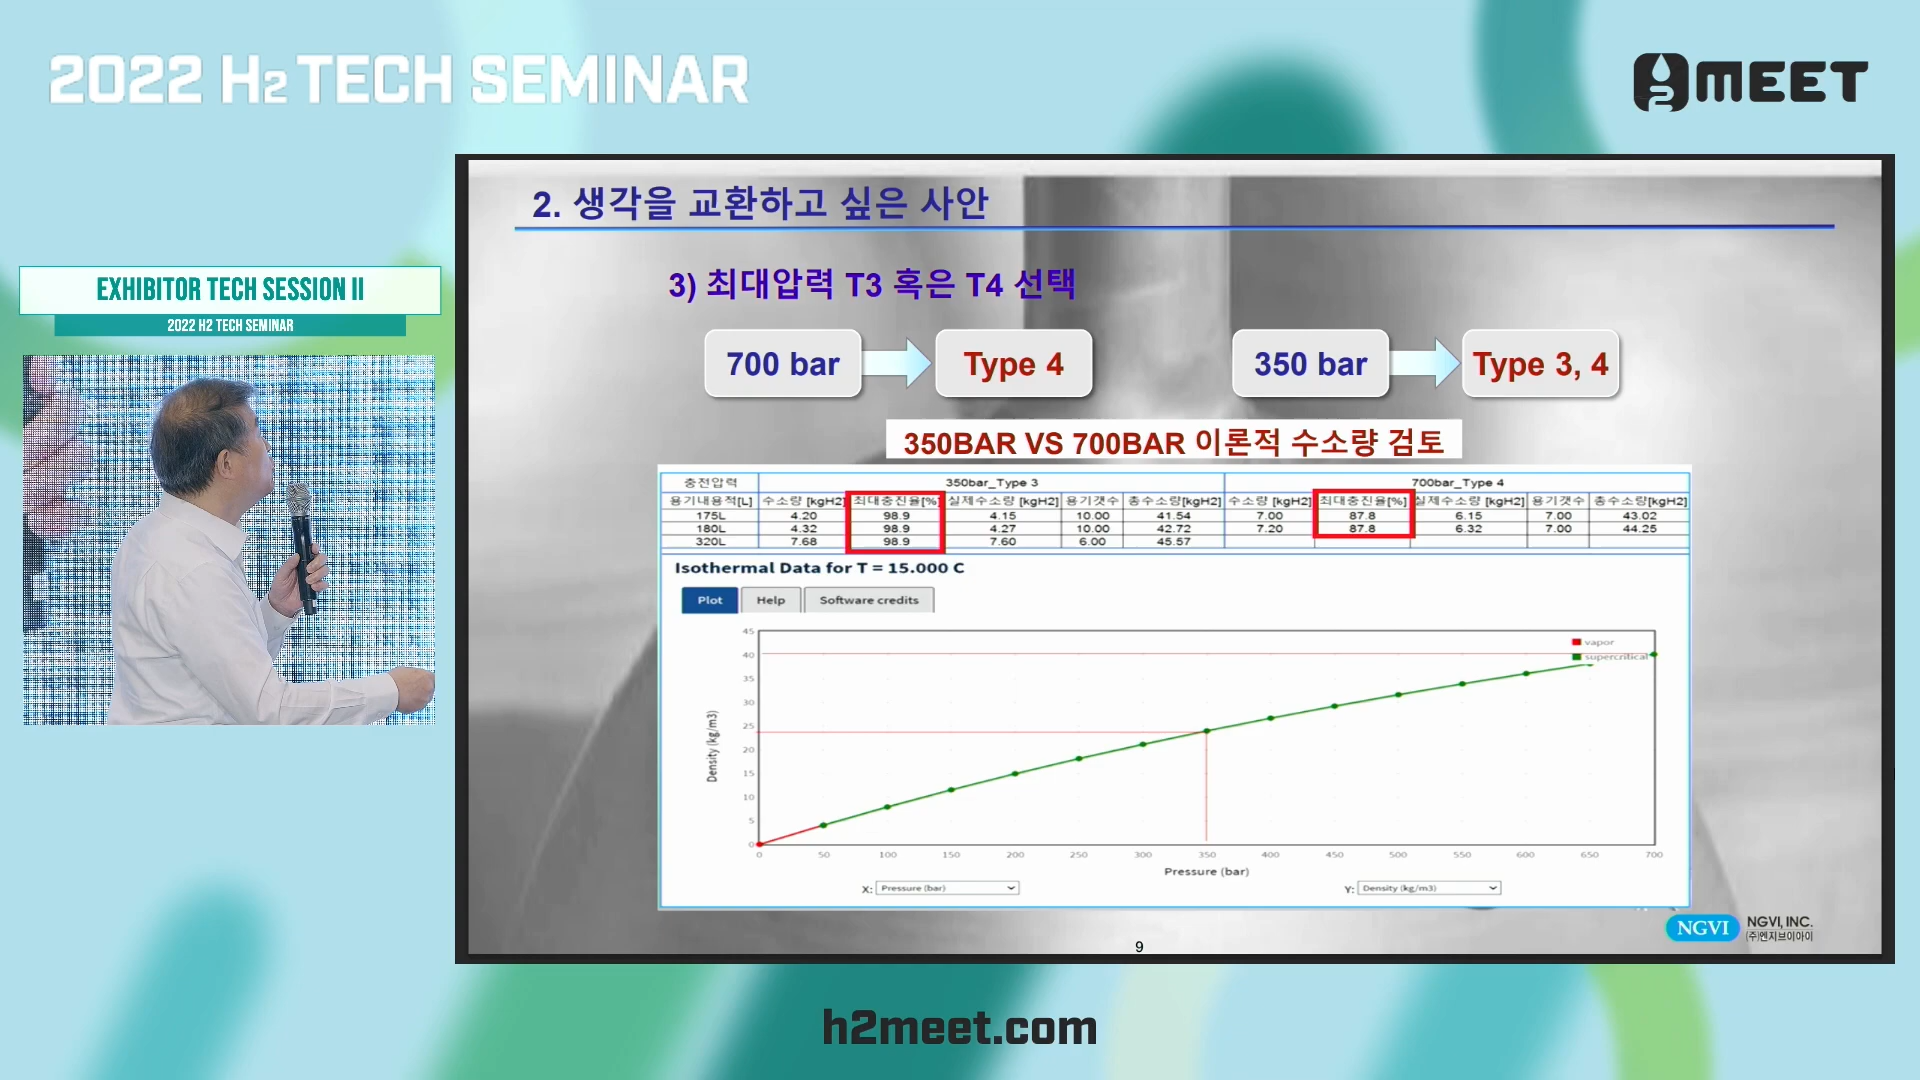 2022 H2 TECH SEMINAR
H2 MEET
EXHIBITOR TECH SESSION II
2022 H2 TECH SEMINAR
2. 생각을 교환하고 싶은 사안
3) 최대압력 T3 혹은 T4 선택
700 bar Type 4 350 bar Type 3, 4
350BAR VS 700BAR 이론적 수소량 검토
충전압력 350bar_Type 3 700bar_Type 4
용기내용적[L] 수소량 [kgH2] 최대충진율[%] 실제수소량 [kgH2] 용기갯수 총수소량[kgH2] 수소량 [kgH2] 최대충진율[%] 실제수소량 [kgH2] 용기갯수 총수소량[kgH2]
175L 4.20 98.9 4.15 10.00 41.54 7.00 87.8 6.15 7.00 43.02
180L 4.32 98.9 4.27 10.00 42.72 7.20 87.8 6.32 7.00 44.25
320L 7.68 98.9 7.60 6.00 45.57
Isothermal Data for T = 15.000 C
Plot Help Software credits
vapor
supercritical
45
40
35
30
25
20
15
10
5
0
Density (kg/m3)
0 50 100 150 200 250 300 350 400 450 500 550 600 650 700
Pressure (bar)
X: Pressure (bar) Y: Density (kg/m3)
NGVI NGVI, INC.
(주)엔지브이아이
9
h2meet.com